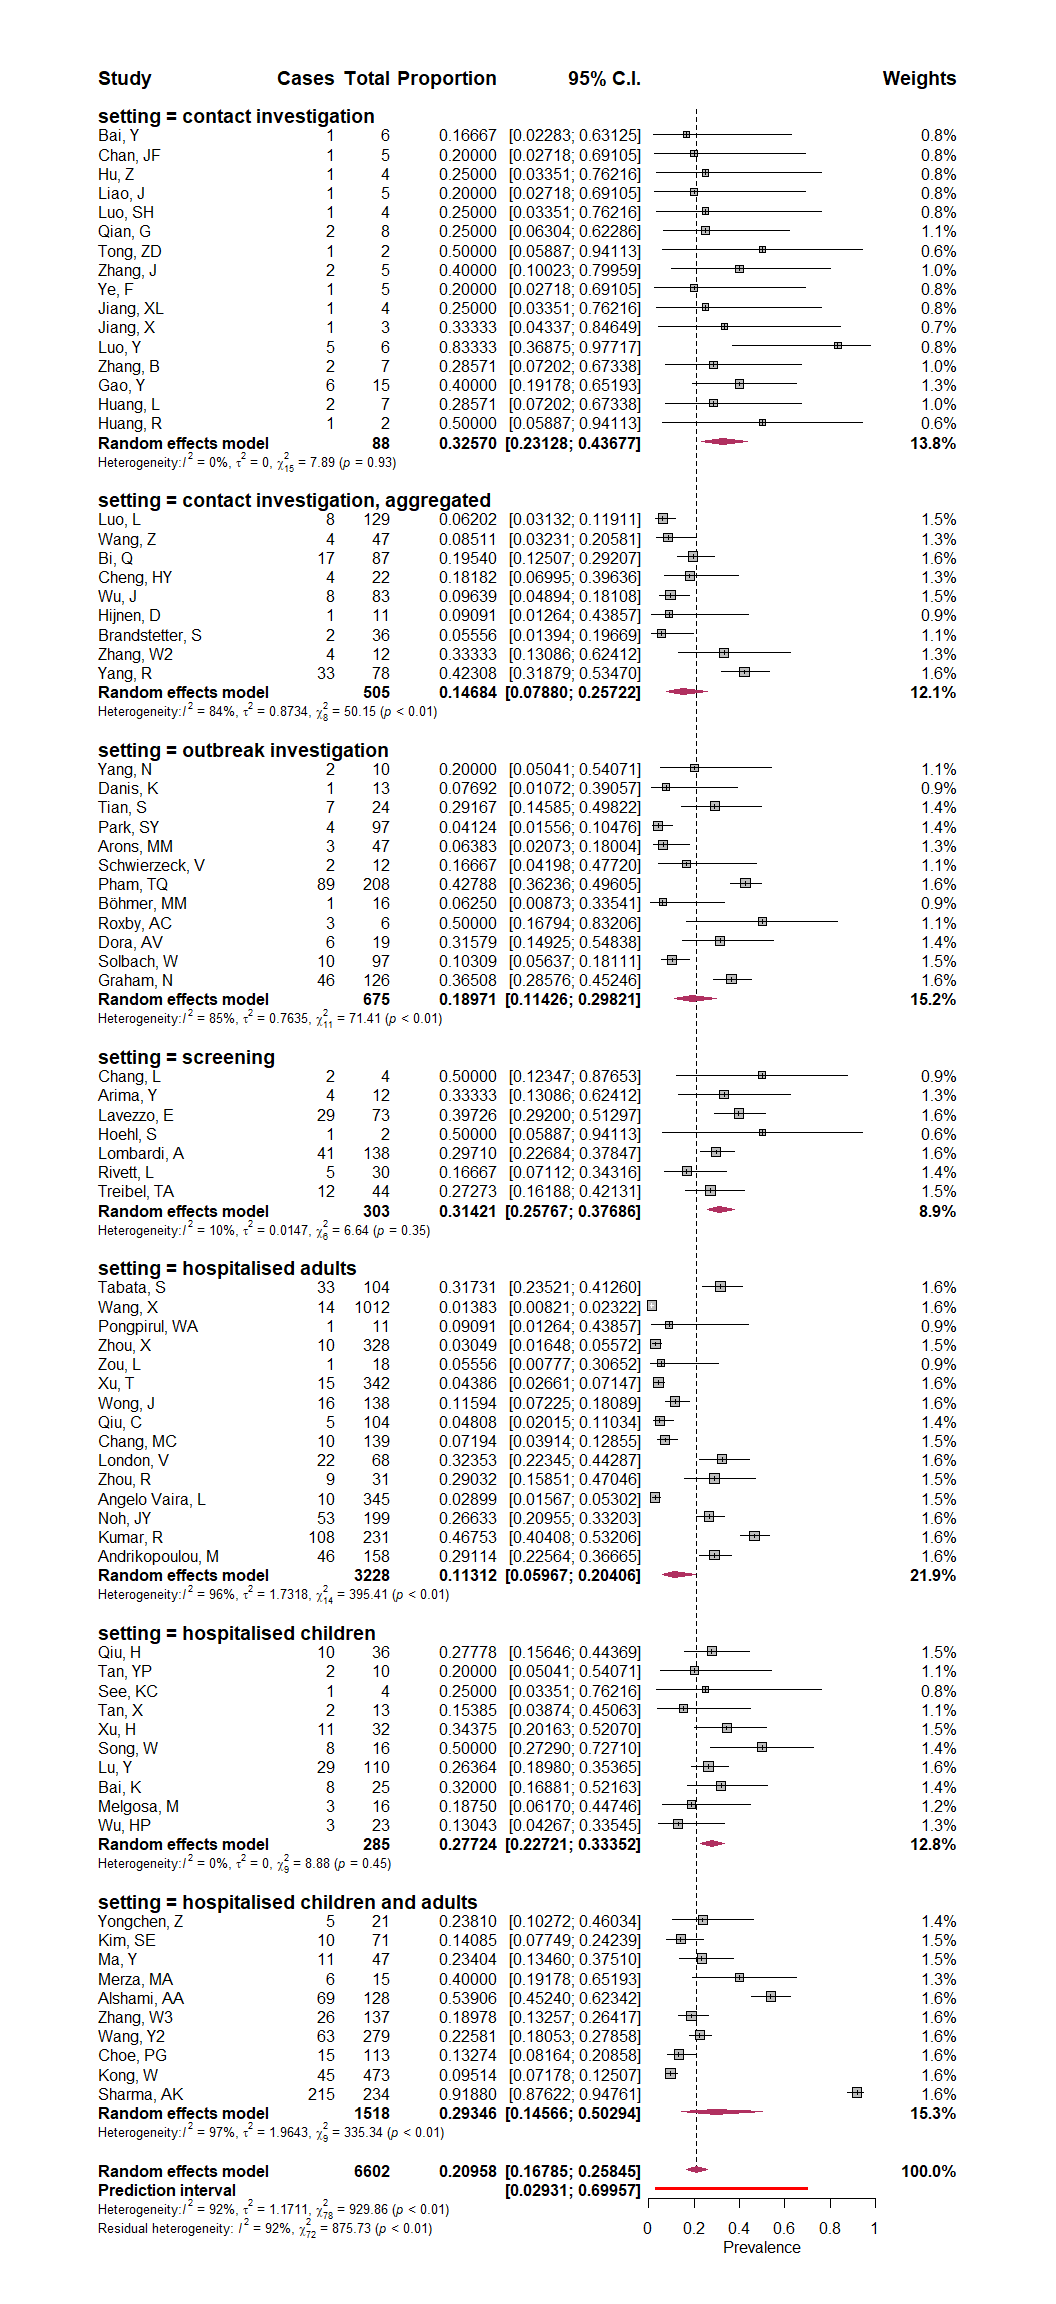 Study Cases Total Proportion 95% C.I. Weights
setting = contact investigation
Bai, Y 1 6 0.16667 [0.02283; 0.63125] 0.8%
Chan, JF 1 5 0.20000 [0.02718; 0.69105] 0.8%
Hu, Z 1 4 0.25000 [0.03351; 0.76216] 0.8%
Liao, J 1 5 0.20000 [0.02718; 0.69105] 0.8%
Luo, SH 1 4 0.25000 [0.03351; 0.76216] 0.8%
Qian, G 2 8 0.25000 [0.06304; 0.62286] 1.1%
Tong, ZD 1 2 0.50000 [0.05887; 0.94113] 0.6%
Zhang, J 2 5 0.40000 [0.10023; 0.79959] 1.0%
Ye, F 1 5 0.20000 [0.02718; 0.69105] 0.8%
Jiang, XL 1 4 0.25000 [0.03351; 0.76216] 0.8%
Jiang, X 1 3 0.33333 [0.04337; 0.84649] 0.7%
Luo, Y 5 6 0.83333 [0.36875; 0.97717] 0.8%
Zhang, B 2 7 0.28571 [0.07202; 0.67338] 1.0%
Gao, Y 6 15 0.40000 [0.19178; 0.65193] 1.3%
Huang, L 2 7 0.28571 [0.07202; 0.67338] 1.0%
Huang, R 1 2 0.50000 [0.05887; 0.94113] 0.6%
Random effects model 88 0.32570 [0.23128; 0.43677] 13.8%
Heterogeneity: I² = 0%, τ² = 0, χ²₁₅ = 7.89 (p = 0.93)
setting = contact investigation, aggregated
Luo, L 8 129 0.06202 [0.03132; 0.11911] 1.5%
Wang, Z 4 47 0.08511 [0.03231; 0.20581] 1.3%
Bi, Q 17 87 0.19540 [0.12507; 0.29207] 1.6%
Cheng, HY 4 22 0.18182 [0.06995; 0.39636] 1.3%
Wu, J 8 83 0.09639 [0.04894; 0.18108] 1.5%
Hijnen, D 1 11 0.09091 [0.01264; 0.43857] 0.9%
Brandstetter, S 2 36 0.05556 [0.01394; 0.19669] 1.1%
Zhang, W2 4 12 0.33333 [0.13086; 0.62412] 1.3%
Yang, R 33 78 0.42308 [0.31879; 0.53470] 1.6%
Random effects model 505 0.14684 [0.07880; 0.25722] 12.1%
Heterogeneity: I² = 84%, τ² = 0.8734, χ²₈ = 50.15 (p < 0.01)
setting = outbreak investigation
Yang, N 2 10 0.20000 [0.05041; 0.54071] 1.1%
Danis, K 1 13 0.07692 [0.01072; 0.39057] 0.9%
Tian, S 7 24 0.29167 [0.14585; 0.49822] 1.4%
Park, SY 4 97 0.04124 [0.01556; 0.10476] 1.4%
Arons, MM 3 47 0.06383 [0.02073; 0.18004] 1.3%
Schwierzeck, V 2 12 0.16667 [0.04198; 0.47720] 1.1%
Pham, TQ 89 208 0.42788 [0.36236; 0.49605] 1.6%
Böhmer, MM 1 16 0.06250 [0.00873; 0.33541] 0.9%
Roxby, AC 3 6 0.50000 [0.16794; 0.83206] 1.1%
Dora, AV 6 19 0.31579 [0.14925; 0.54838] 1.4%
Solbach, W 10 97 0.10309 [0.05637; 0.18111] 1.5%
Graham, N 46 126 0.36508 [0.28576; 0.45246] 1.6%
Random effects model 675 0.18971 [0.11426; 0.29821] 15.2%
Heterogeneity: I² = 85%, τ² = 0.7635, χ²₁₁ = 71.41 (p < 0.01)
setting = screening
Chang, L 2 4 0.50000 [0.12347; 0.87653] 0.9%
Arima, Y 4 12 0.33333 [0.13086; 0.62412] 1.3%
Lavezzo, E 29 73 0.39726 [0.29200; 0.51297] 1.6%
Hoehl, S 1 2 0.50000 [0.05887; 0.94113] 0.6%
Lombardi, A 41 138 0.29710 [0.22684; 0.37847] 1.6%
Rivett, L 5 30 0.16667 [0.07112; 0.34316] 1.4%
Treibel, TA 12 44 0.27273 [0.16188; 0.42131] 1.5%
Random effects model 303 0.31421 [0.25767; 0.37686] 8.9%
Heterogeneity: I² = 10%, τ² = 0.0147, χ²₆ = 6.64 (p = 0.35)
setting = hospitalised adults
Tabata, S 33 104 0.31731 [0.23521; 0.41260] 1.6%
Wang, X 14 1012 0.01383 [0.00821; 0.02322] 1.6%
Pongpirul, WA 1 11 0.09091 [0.01264; 0.43857] 0.9%
Zhou, X 10 328 0.03049 [0.01648; 0.05572] 1.5%
Zou, L 1 18 0.05556 [0.00777; 0.30652] 0.9%
Xu, T 15 342 0.04386 [0.02661; 0.07147] 1.6%
Wong, J 16 138 0.11594 [0.07225; 0.18089] 1.6%
Qiu, C 5 104 0.04808 [0.02015; 0.11034] 1.4%
Chang, MC 10 139 0.07194 [0.03914; 0.12855] 1.5%
London, V 22 68 0.32353 [0.22345; 0.44287] 1.6%
Zhou, R 9 31 0.29032 [0.15851; 0.47046] 1.5%
Angelo Vaira, L 10 345 0.02899 [0.01567; 0.05302] 1.5%
Noh, JY 53 199 0.26633 [0.20955; 0.33203] 1.6%
Kumar, R 108 231 0.46753 [0.40408; 0.53206] 1.6%
Andrikopoulou, M 46 158 0.29114 [0.22564; 0.36665] 1.6%
Random effects model 3228 0.11312 [0.05967; 0.20406] 21.9%
Heterogeneity: I² = 96%, τ² = 1.7318, χ²₁₄ = 395.41 (p < 0.01)
setting = hospitalised children
Qiu, H 10 36 0.27778 [0.15646; 0.44369] 1.5%
Tan, YP 2 10 0.20000 [0.05041; 0.54071] 1.1%
See, KC 1 4 0.25000 [0.03351; 0.76216] 0.8%
Tan, X 2 13 0.15385 [0.03874; 0.45063] 1.1%
Xu, H 11 32 0.34375 [0.20163; 0.52070] 1.5%
Song, W 8 16 0.50000 [0.27290; 0.72710] 1.4%
Lu, Y 29 110 0.26364 [0.18980; 0.35365] 1.6%
Bai, K 8 25 0.32000 [0.16881; 0.52163] 1.4%
Melgosa, M 3 16 0.18750 [0.06170; 0.44746] 1.2%
Wu, HP 3 23 0.13043 [0.04267; 0.33545] 1.3%
Random effects model 285 0.27724 [0.22721; 0.33352] 12.8%
Heterogeneity: I² = 0%, τ² = 0, χ²₉ = 8.88 (p = 0.45)
setting = hospitalised children and adults
Yongchen, Z 5 21 0.23810 [0.10272; 0.46034] 1.4%
Kim, SE 10 71 0.14085 [0.07749; 0.24239] 1.5%
Ma, Y 11 47 0.23404 [0.13460; 0.37510] 1.5%
Merza, MA 6 15 0.40000 [0.19178; 0.65193] 1.3%
Alshami, AA 69 128 0.53906 [0.45240; 0.62342] 1.6%
Zhang, W3 26 137 0.18978 [0.13257; 0.26417] 1.6%
Wang, Y2 63 279 0.22581 [0.18053; 0.27858] 1.6%
Choe, PG 15 113 0.13274 [0.08164; 0.20858] 1.6%
Kong, W 45 473 0.09514 [0.07178; 0.12507] 1.6%
Sharma, AK 215 234 0.91880 [0.87622; 0.94761] 1.6%
Random effects model 1518 0.29346 [0.14566; 0.50294] 15.3%
Heterogeneity: I² = 97%, τ² = 1.9643, χ²₉ = 335.34 (p < 0.01)
Random effects model 6602 0.20958 [0.16785; 0.25845] 100.0%
Prediction interval [0.02931; 0.69957]
Heterogeneity: I² = 92%, τ² = 1.1711, χ²₇₈ = 929.86 (p < 0.01)
Residual heterogeneity: I² = 92%, χ²₇₂ = 875.73 (p < 0.01)
0 0.2 0.4 0.6 0.8 1
Prevalence